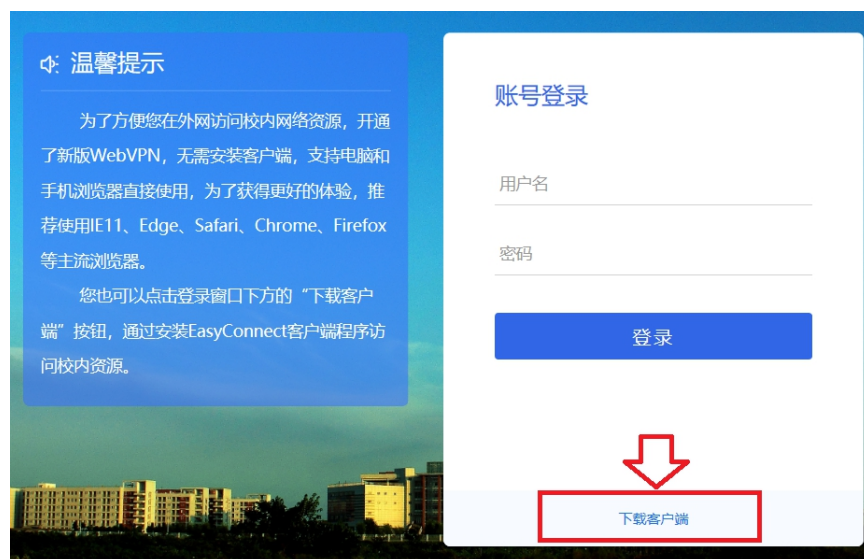 温馨提示
为了方便您在外网访问校内网络资源，开通
了新版WebVPN，无需安装客户端，支持电脑和
手机浏览器直接使用，为了获得更好的体验，推
荐使用IE11、Edge、Safari、Chrome、Firefox
等主流浏览器。
您也可以点击登录窗口下方的“下载客户
端”按钮，通过安装EasyConnect客户端程序访
问校内资源。
账号登录
用户名
密码
登录
下载客户端